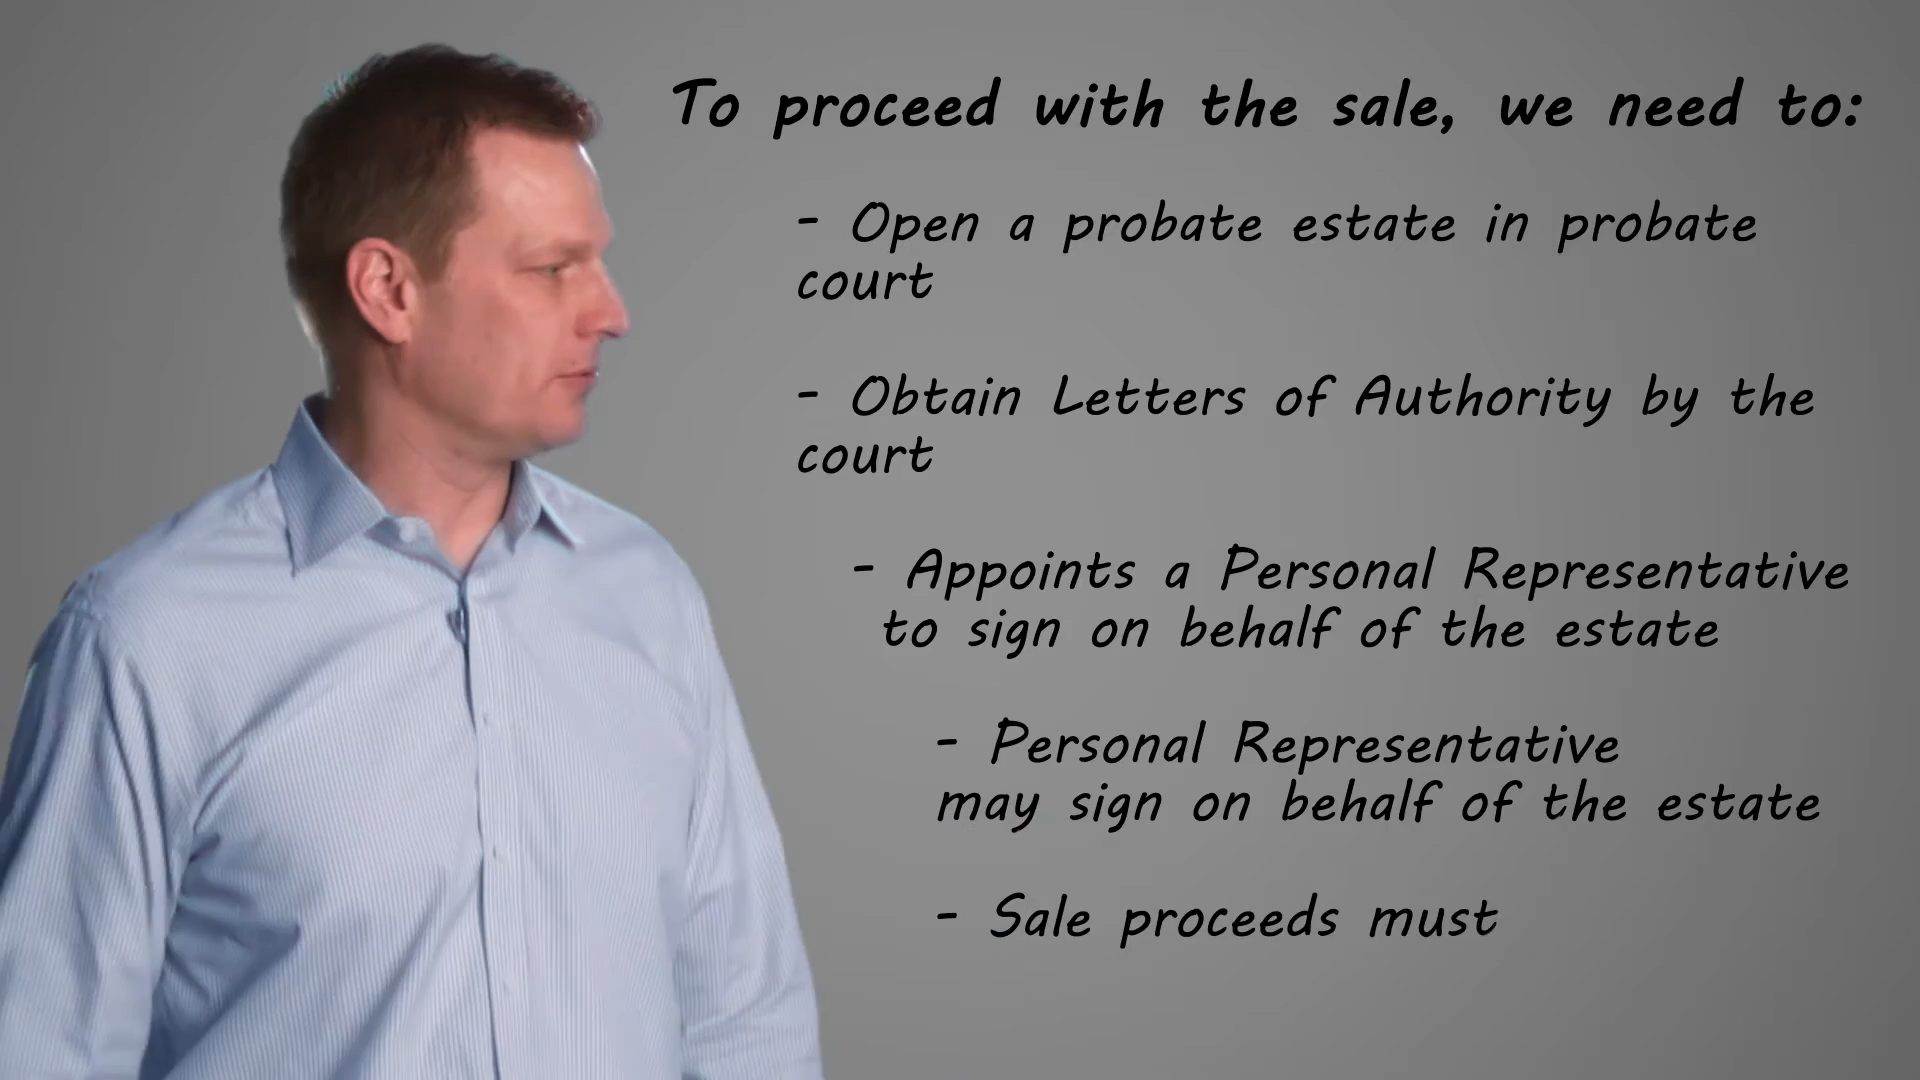 To proceed with the sale, we need to:
- Open a probate estate in probate
court
- Obtain Letters of Authority by the
court
- Appoints a Personal Representative
to sign on behalf of the estate
- Personal Representative
may sign on behalf of the estate
- Sale proceeds must